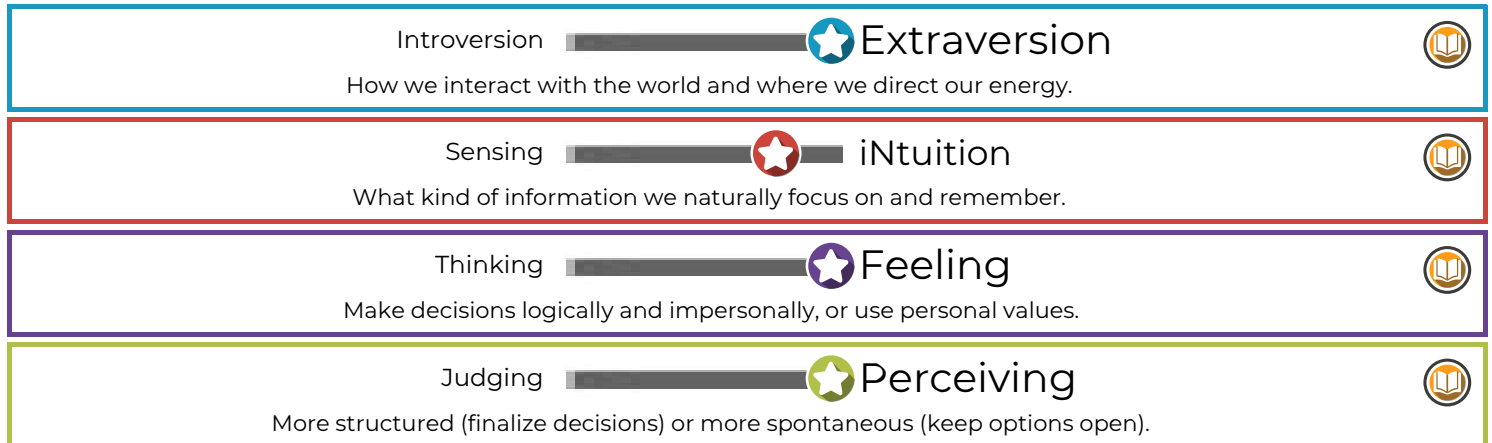 Introversion Extraversion
How we interact with the world and where we direct our energy.
Sensing iNtuition
What kind of information we naturally focus on and remember.
Thinking Feeling
Make decisions logically and impersonally, or use personal values.
Judging Perceiving
More structured (finalize decisions) or more spontaneous (keep options open).